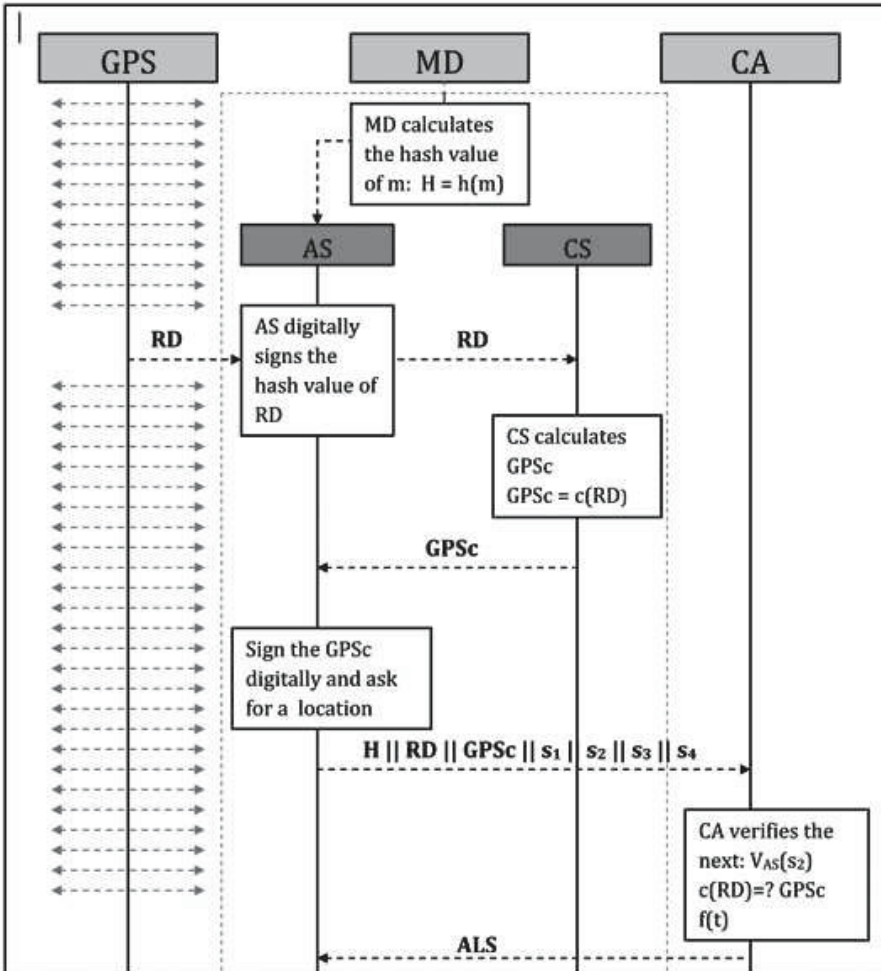 GPS
MD
CA
MD calculates
the hash value
of m: H = h(m)
AS
CS
RD
AS digitally
signs the
hash value of
RD
RD
CS calculates
GPSc
GPSc = c(RD)
GPSc
Sign the GPSc
digitally and ask
for a location
H || RD || GPSc || s₁ || s₂ || s₃ || s₄
CA verifies the
next: V_AS(s₂)
c(RD)=? GPSc
f(t)
ALS